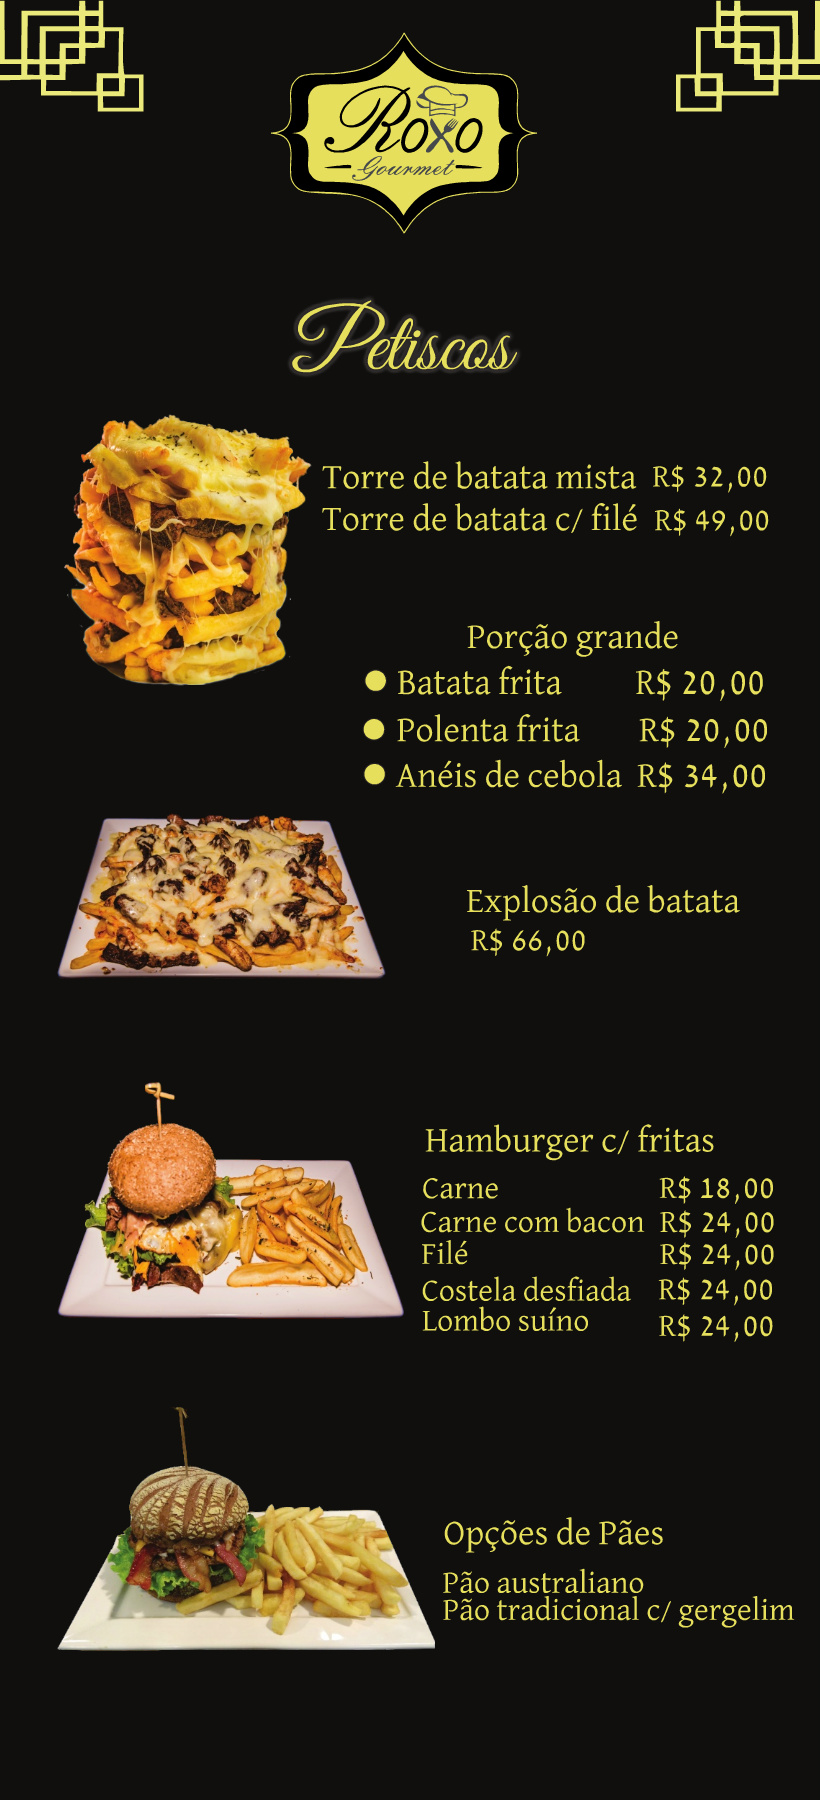 Roxo
Gourmet
Petiscos
Torre de batata mista R$ 32,00
Torre de batata c/ filé R$ 49,00
Porção grande
Batata frita R$ 20,00
Polenta frita R$ 20,00
Anéis de cebola R$ 34,00
Explosão de batata
R$ 66,00
Hamburger c/ fritas
Carne R$ 18,00
Carne com bacon R$ 24,00
Filé R$ 24,00
Costela desfiada R$ 24,00
Lombo suíno R$ 24,00
Opções de Pães
Pão australiano
Pão tradicional c/ gergelim